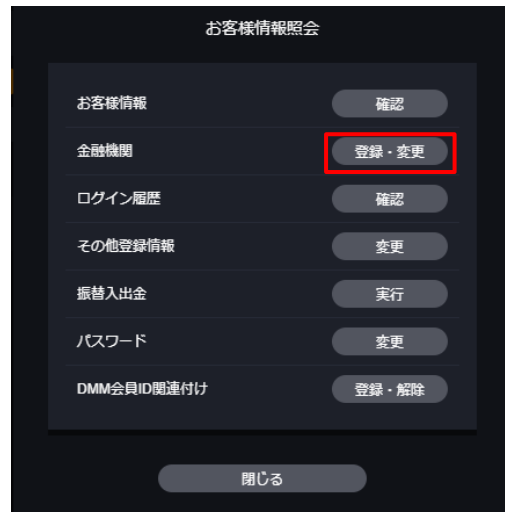 お客様情報照会
お客様情報 確認
金融機関 登録・変更
ログイン履歴 確認
その他登録情報 変更
振替入出金 実行
パスワード 変更
DMM会員ID関連付け 登録・解除
閉じる